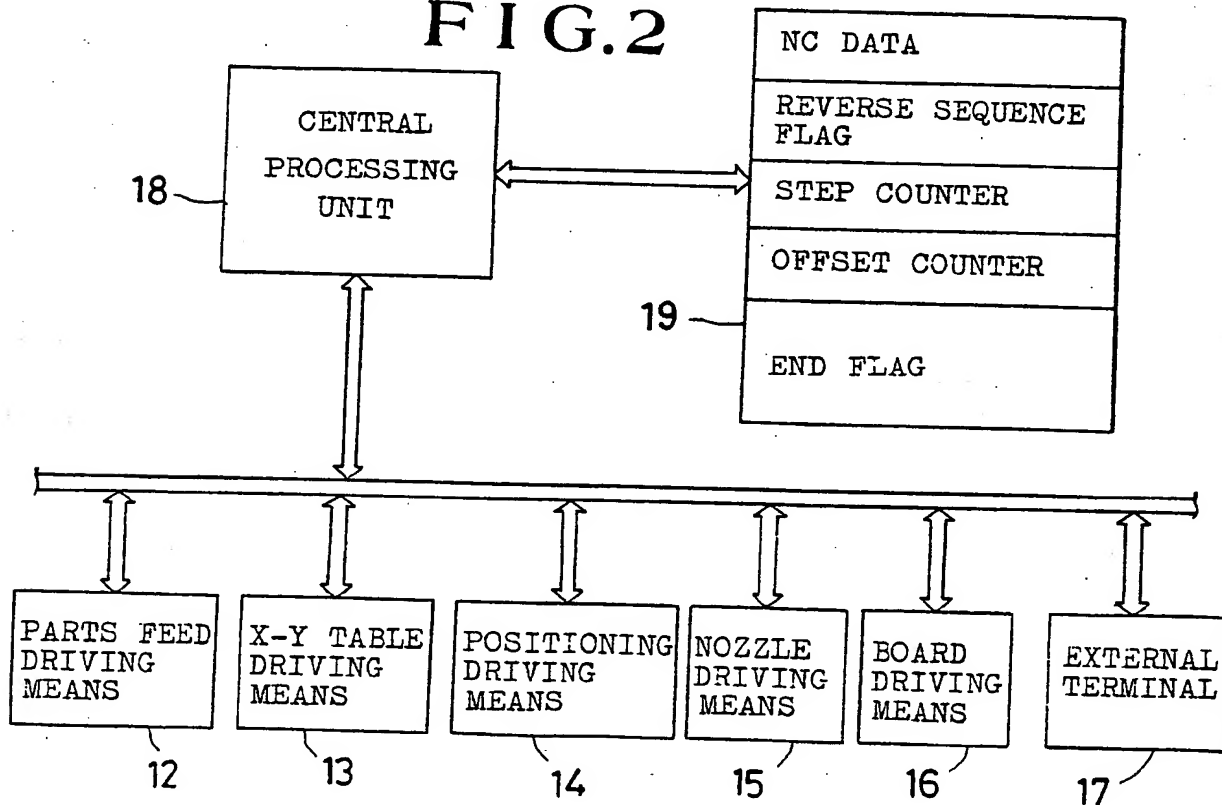 FIG.2
CENTRAL
PROCESSING
UNIT
18
NC DATA
REVERSE SEQUENCE
FLAG
STEP COUNTER
OFFSET COUNTER
END FLAG
19
PARTS FEED
DRIVING
MEANS
12
X-Y TABLE
DRIVING
MEANS
13
POSITIONING
DRIVING
MEANS
14
NOZZLE
DRIVING
MEANS
15
BOARD
DRIVING
MEANS
16
EXTERNAL
TERMINAL
17